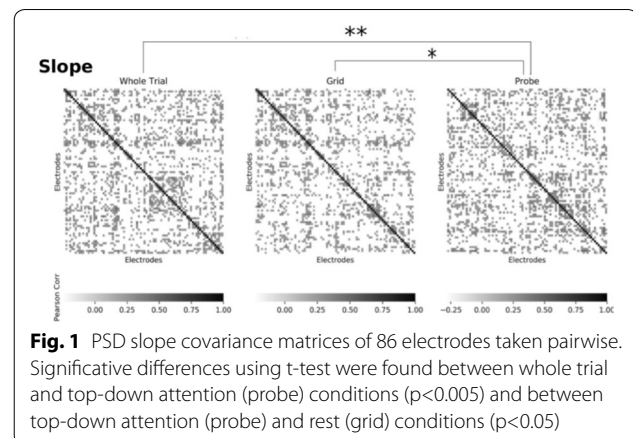 **
*
Slope
Whole Trial Grid Probe
Electrodes Electrodes Electrodes
Electrodes Electrodes Electrodes
Pearson Corr
0.00 0.25 0.50 0.75 1.00 0.00 0.25 0.50 0.75 1.00 −0.25 0.00 0.25 0.50 0.75 1.00
Fig. 1 PSD slope covariance matrices of 86 electrodes taken pairwise.
Significative differences using t-test were found between whole trial
and top-down attention (probe) conditions (p<0.005) and between
top-down attention (probe) and rest (grid) conditions (p<0.05)